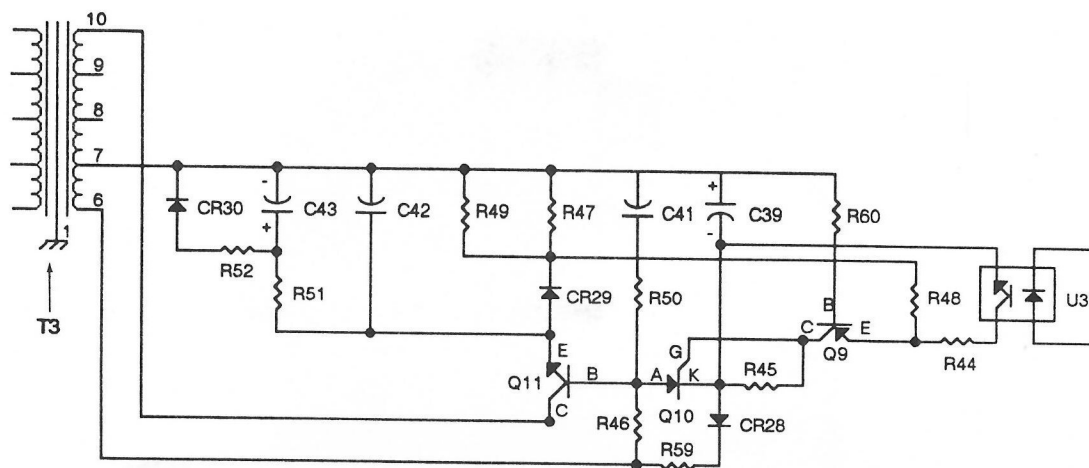 10
9
8
7
6
1
T3
CR30
-
C43
+
C42
R49
R47
C41
+
C39
-
R60
R52
R51
CR29
R50
R48
U3
B
C
E
Q9
R44
E
Q11
B
C
G
A
K
Q10
R45
R46
R59
CR28